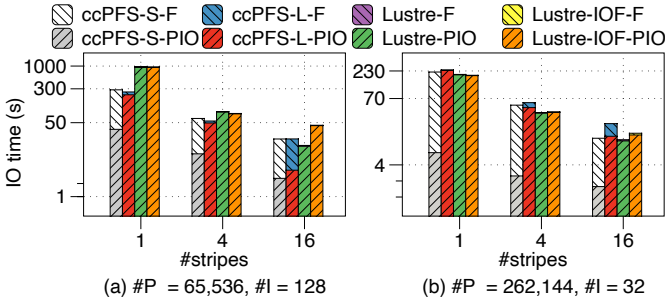 ccPFS-S-F ccPFS-L-F Lustre-F Lustre-IOF-F
ccPFS-S-PIO ccPFS-L-PIO Lustre-PIO Lustre-IOF-PIO
IO time (s)
1000
300
50
1
1 4 16
#stripes
(a) #P = 65,536, #I = 128
230
70
4
1 4 16
#stripes
(b) #P = 262,144, #I = 32